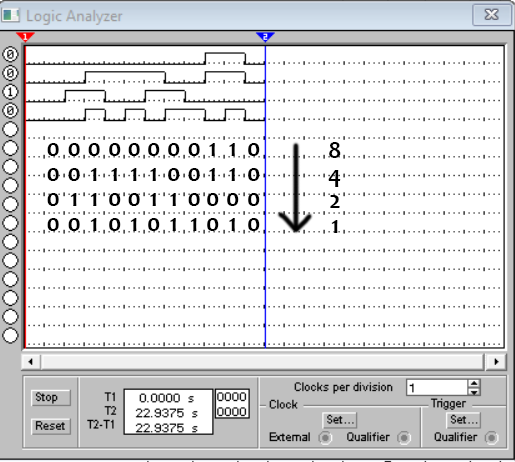 Logic Analyzer
1 2
0
0
1
0
0 0 0 0 0 0 0 0 1 1 0 8
0 0 1 1 1 1 0 0 1 1 0 4
0 1 1 0 0 1 1 0 0 0 0 2
0 0 1 0 1 0 1 1 0 1 0 1
Stop
Reset
T1 0.0000 s 0000
T2 22.9375 s 0000
T2-T1 22.9375 s
Clocks per division 1
Clock
Set...
External Qualifier
Trigger
Set...
Qualifier